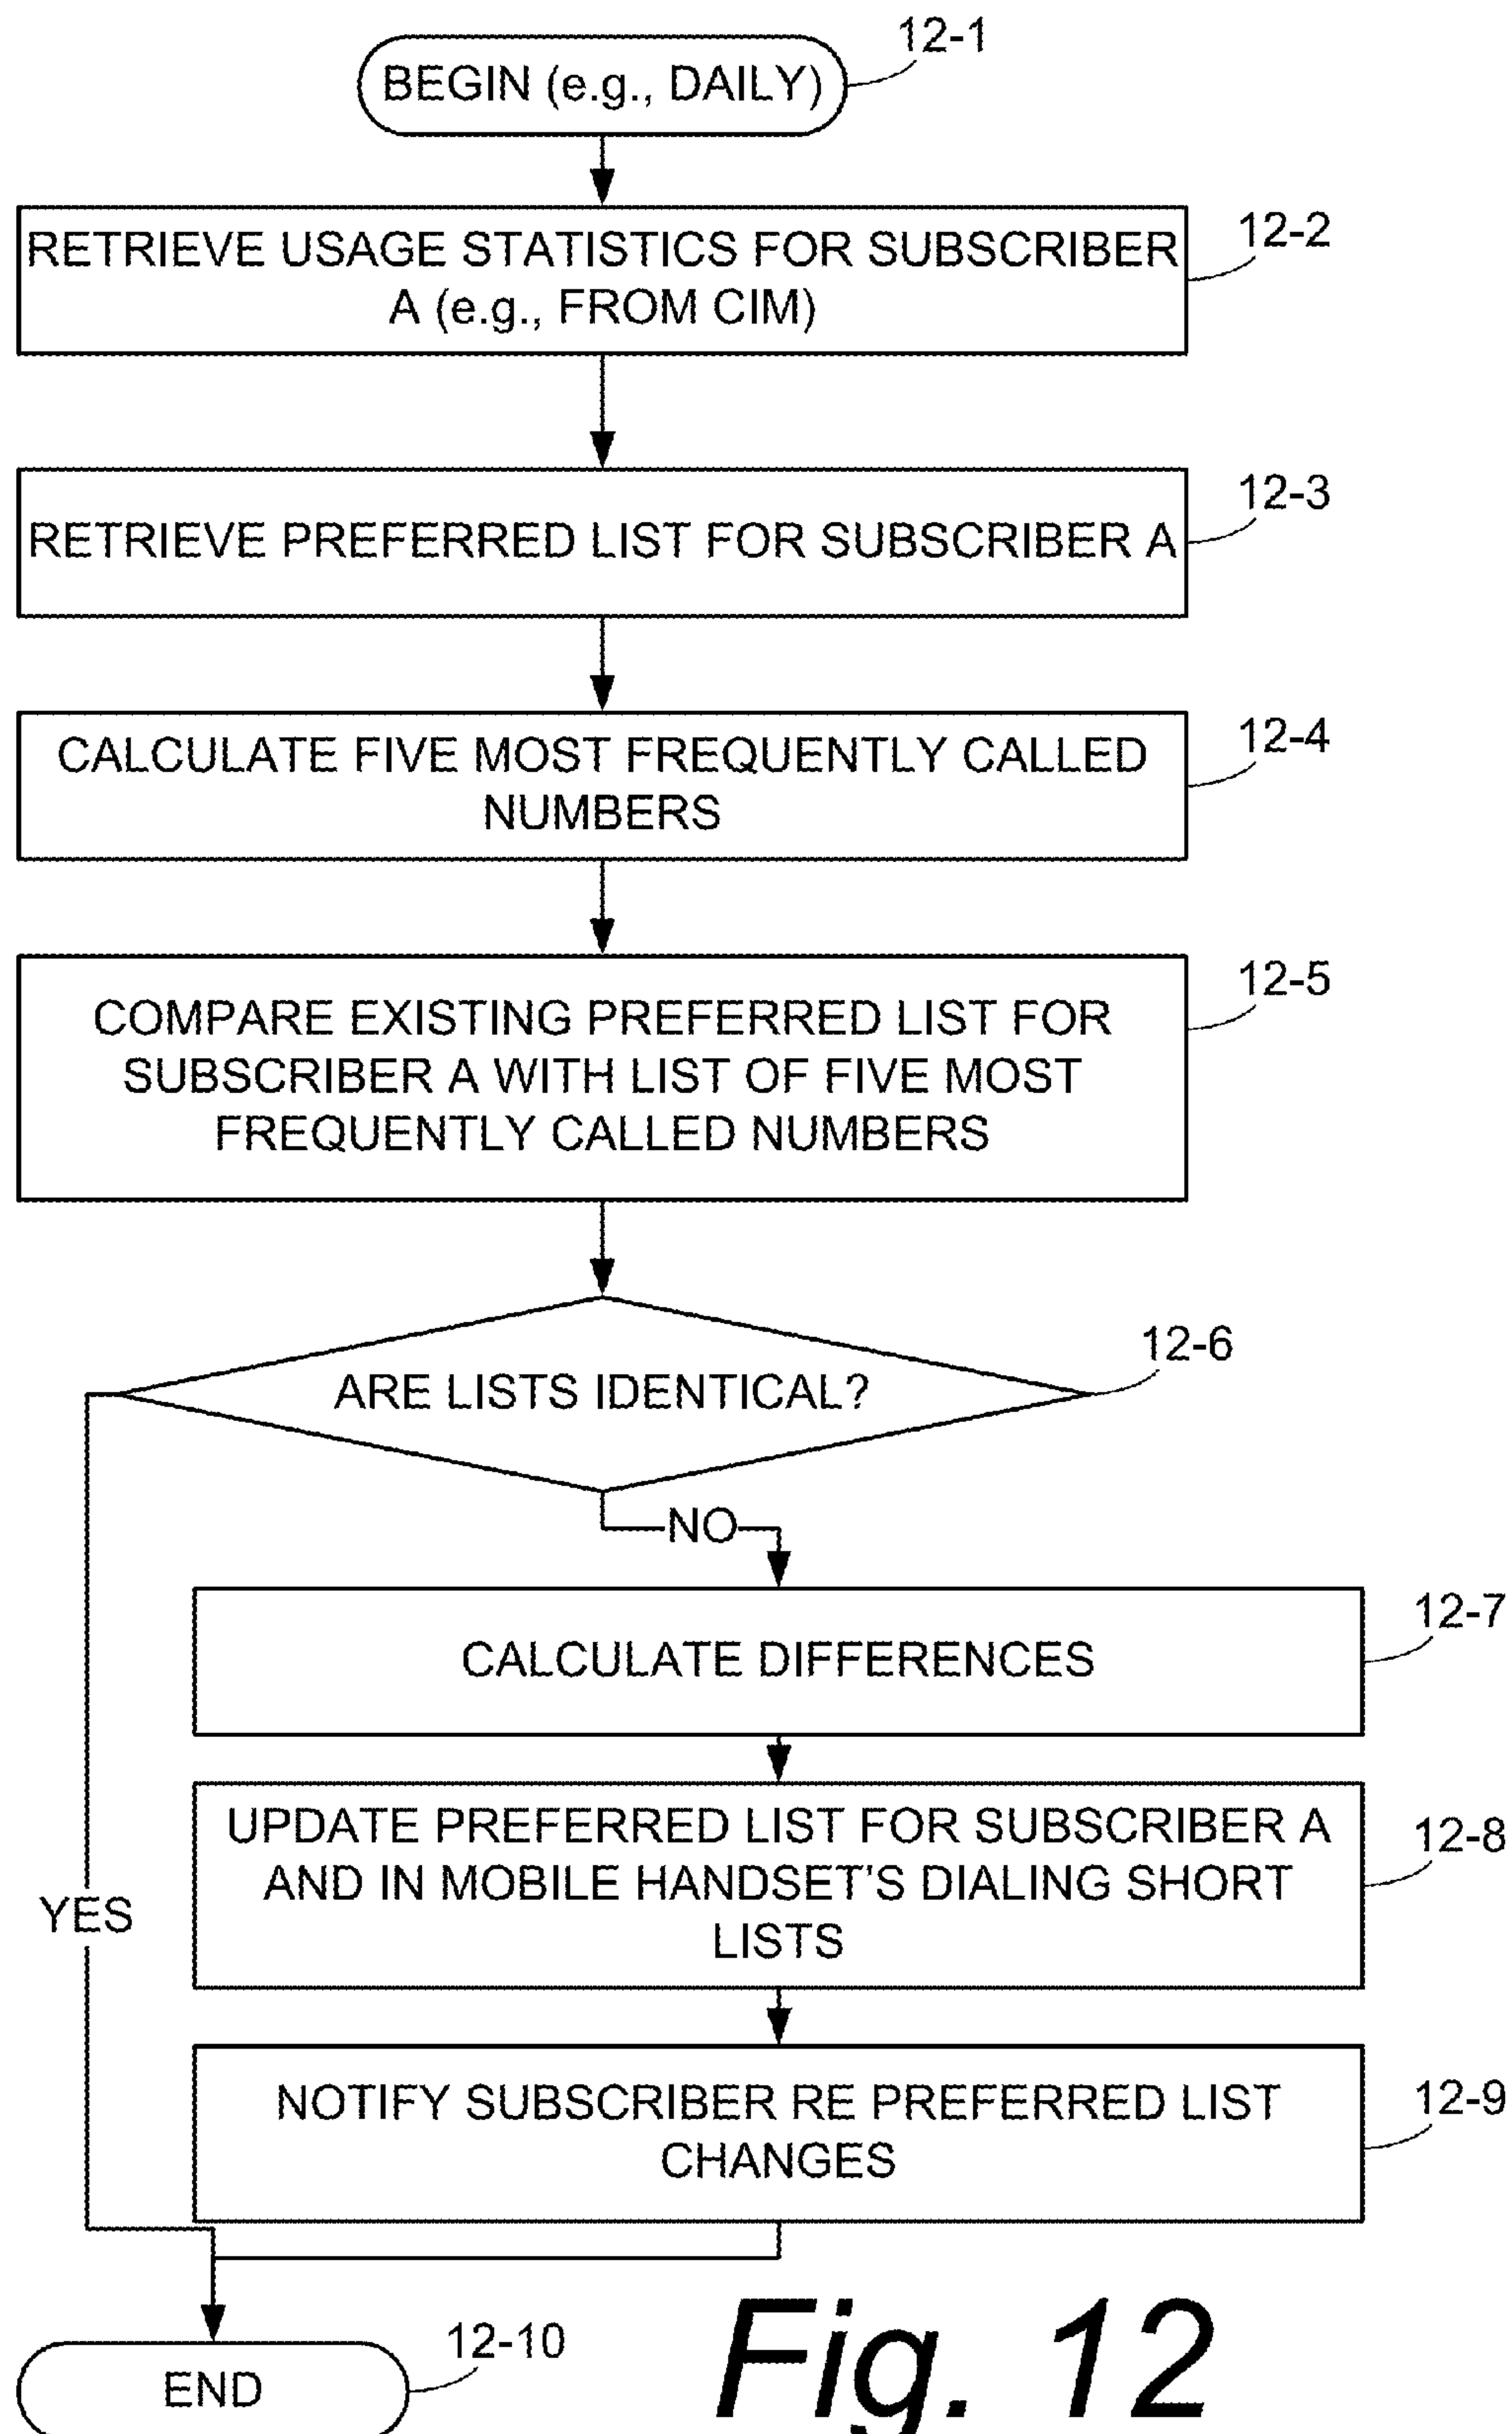 12-1
BEGIN (e.g., DAILY)
12-2
RETRIEVE USAGE STATISTICS FOR SUBSCRIBER
A (e.g., FROM CIM)
12-3
RETRIEVE PREFERRED LIST FOR SUBSCRIBER A
12-4
CALCULATE FIVE MOST FREQUENTLY CALLED
NUMBERS
12-5
COMPARE EXISTING PREFERRED LIST FOR
SUBSCRIBER A WITH LIST OF FIVE MOST
FREQUENTLY CALLED NUMBERS
12-6
ARE LISTS IDENTICAL?
NO
12-7
CALCULATE DIFFERENCES
12-8
UPDATE PREFERRED LIST FOR SUBSCRIBER A
AND IN MOBILE HANDSET'S DIALING SHORT
LISTS
YES
12-9
NOTIFY SUBSCRIBER RE PREFERRED LIST
CHANGES
12-10
END
Fig. 12